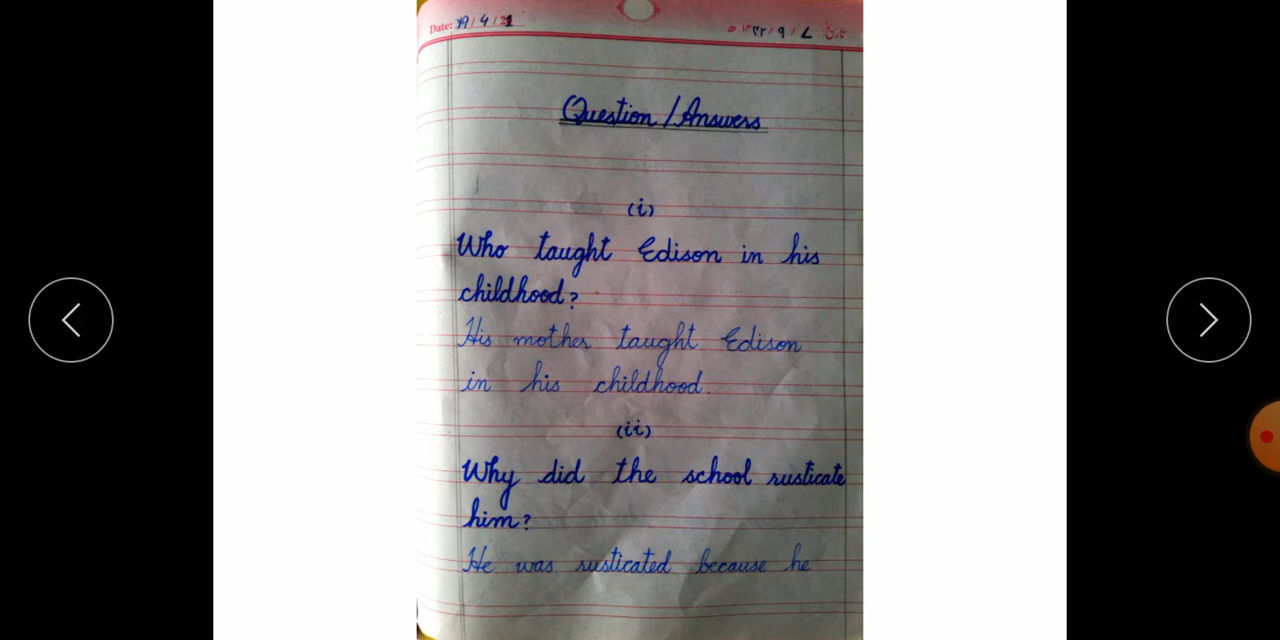 Date: 19/4/21
Question/Answers
(i)
Who taught Edison in his
childhood?
His mother taught Edison
in his childhood.
(ii)
Why did the school rusticate
him?
He was rusticated because he